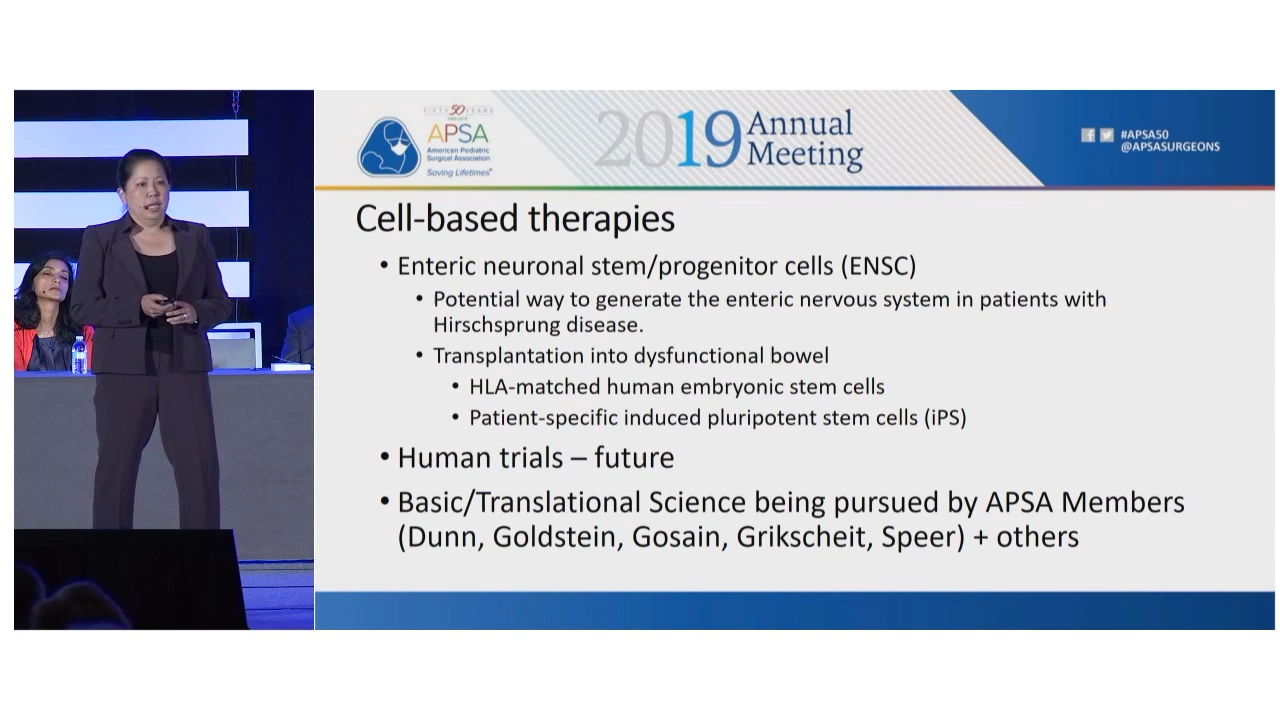 FIFTY 50 YEARS
APSA
American Pediatric
Surgical Association
Saving Lifetimes
2019 Annual
Meeting
#APSA50
@APSASURGEONS
Cell-based therapies
• Enteric neuronal stem/progenitor cells (ENSC)
• Potential way to generate the enteric nervous system in patients with
Hirschsprung disease.
• Transplantation into dysfunctional bowel
• HLA-matched human embryonic stem cells
• Patient-specific induced pluripotent stem cells (iPS)
• Human trials – future
• Basic/Translational Science being pursued by APSA Members
(Dunn, Goldstein, Gosain, Grikscheit, Speer) + others